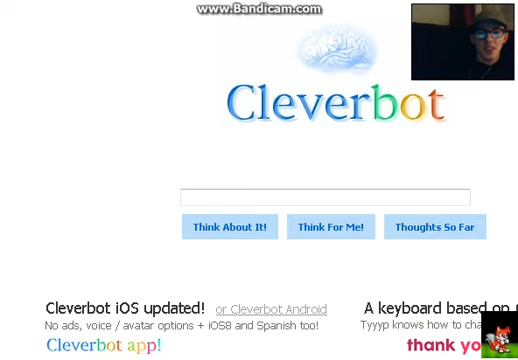 www.Bandicam.com
Cleverbot
Think About It!
Think For Me!
Thoughts So Far
Cleverbot iOS updated! or Cleverbot Android
No ads, voice / avatar options + iOS8 and Spanish too!
Cleverbot app!
A keyboard based on
Tyyyp knows how to cha
thank yo